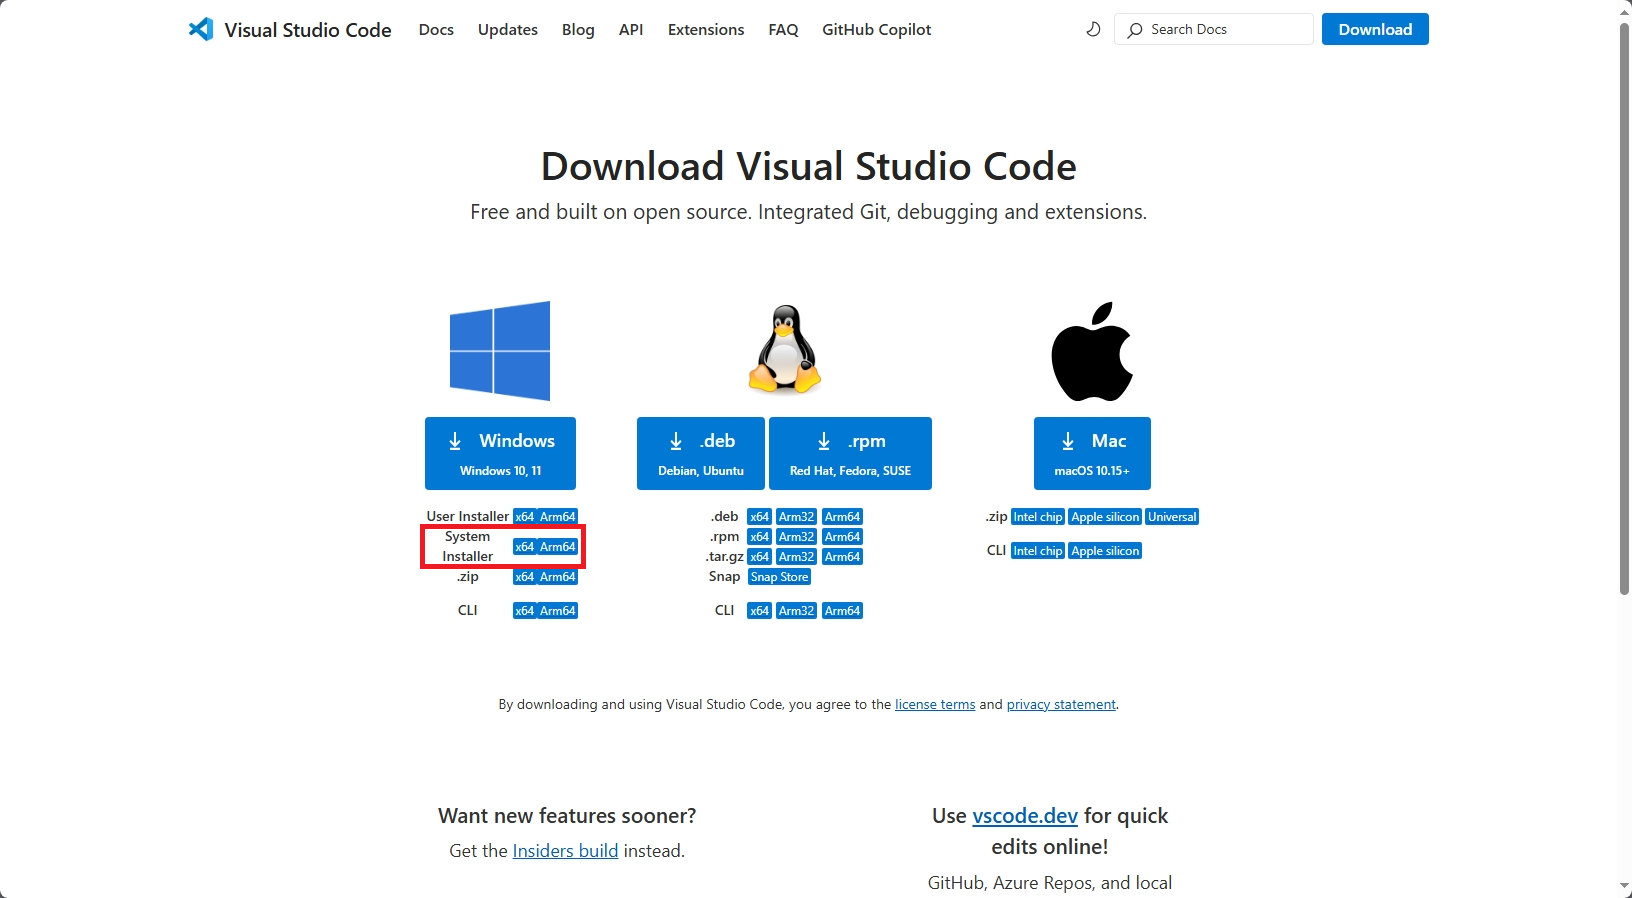 Visual Studio Code Docs Updates Blog API Extensions FAQ GitHub Copilot Search Docs Download
Download Visual Studio Code
Free and built on open source. Integrated Git, debugging and extensions.
Windows
Windows 10, 11
User Installer x64 Arm64
System Installer x64 Arm64
.zip x64 Arm64
CLI x64 Arm64
.deb
Debian, Ubuntu
.rpm
Red Hat, Fedora, SUSE
.deb x64 Arm32 Arm64
.rpm x64 Arm32 Arm64
.tar.gz x64 Arm32 Arm64
Snap Snap Store
CLI x64 Arm32 Arm64
Mac
macOS 10.15+
.zip Intel chip Apple silicon Universal
CLI Intel chip Apple silicon
By downloading and using Visual Studio Code, you agree to the license terms and privacy statement.
Want new features sooner?
Get the Insiders build instead.
Use vscode.dev for quick
edits online!
GitHub, Azure Repos, and local